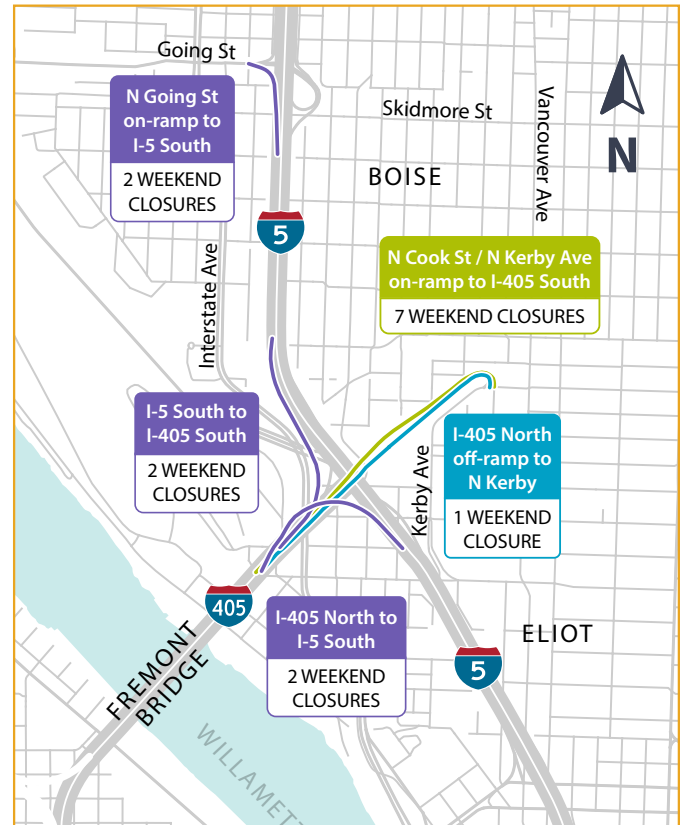 Going St
N Going St
on-ramp to
I-5 South
2 WEEKEND
CLOSURES
Skidmore St
Vancouver Ave
N
BOISE
5
Interstate Ave
N Cook St / N Kerby Ave
on-ramp to I-405 South
7 WEEKEND CLOSURES
I-5 South to
I-405 South
2 WEEKEND
CLOSURES
Kerby Ave
I-405 North
off-ramp to
N Kerby
1 WEEKEND
CLOSURE
405
I-405 North to
I-5 South
2 WEEKEND
CLOSURES
ELIOT
5
FREMONT
BRIDGE
WILLAMETT